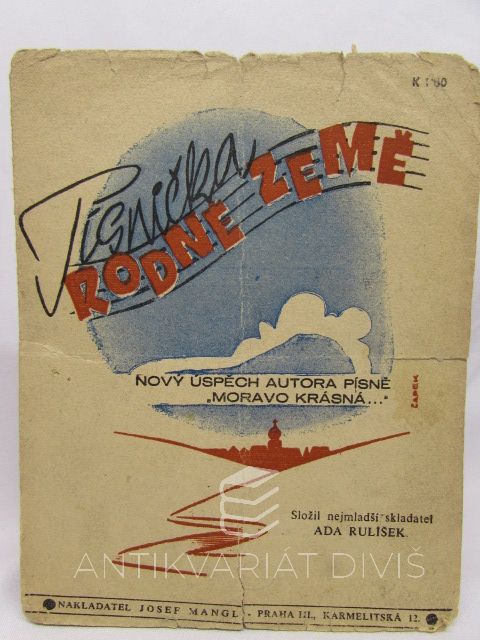 K 1·80
Písnička
RODNÉ ZEMĚ
NOVÝ ÚSPĚCH AUTORA PÍSNĚ
„MORAVO KRÁSNÁ..."
ČAPEK
Složil nejmladší skladatel
ADA RULÍŠEK
ANTIKVARIÁT DIVIŠ
NAKLADATEL JOSEF MANGL - PRAHA III., KARMELITSKÁ 12.